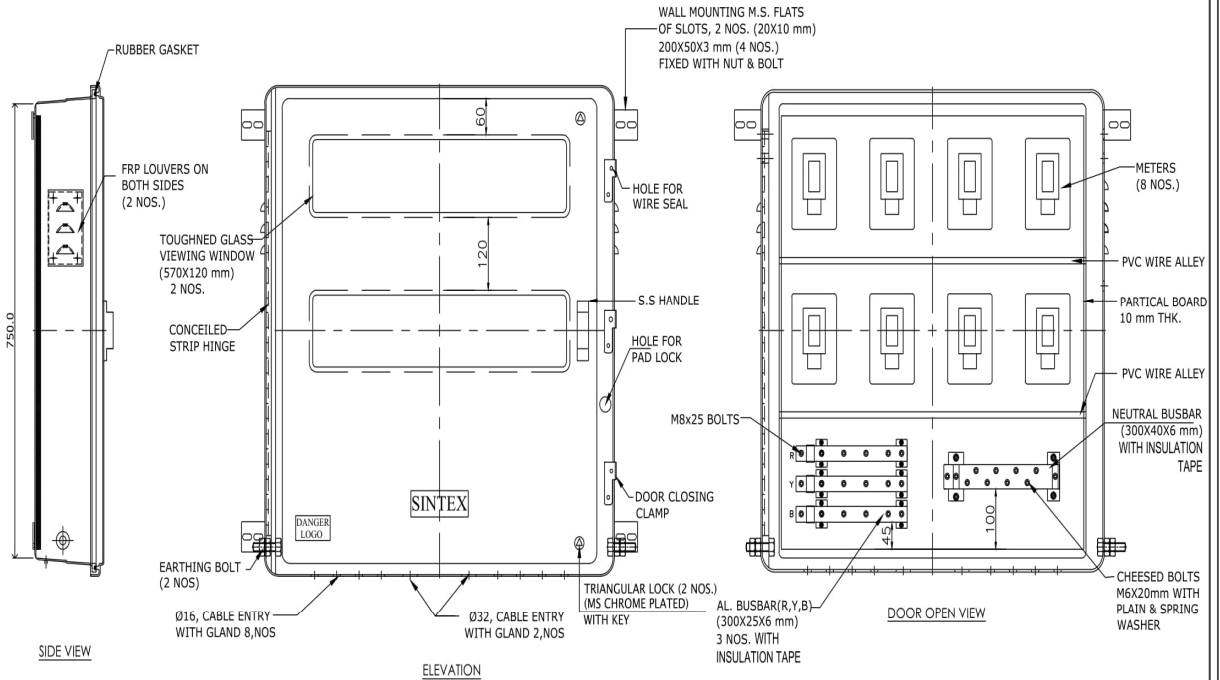 RUBBER GASKET
FRP LOUVERS ON
BOTH SIDES
(2 NOS.)
750.0
SIDE VIEW
WALL MOUNTING M.S. FLATS
OF SLOTS, 2 NOS. (20X10 mm)
200X50X3 mm (4 NOS.)
FIXED WITH NUT & BOLT
60
HOLE FOR
WIRE SEAL
TOUGHNED GLASS
VIEWING WINDOW
(570X120 mm)
2 NOS.
120
S.S HANDLE
CONCEILED
STRIP HINGE
HOLE FOR
PAD LOCK
SINTEX
DANGER
LOGO
DOOR CLOSING
CLAMP
EARTHING BOLT
(2 NOS)
TRIANGULAR LOCK (2 NOS.)
(MS CHROME PLATED)
WITH KEY
Ø16, CABLE ENTRY
WITH GLAND 8,NOS
Ø32, CABLE ENTRY
WITH GLAND 2,NOS
ELEVATION
METERS
(8 NOS.)
PVC WIRE ALLEY
PARTICAL BOARD
10 mm THK.
PVC WIRE ALLEY
M8x25 BOLTS
NEUTRAL BUSBAR
(300X40X6 mm)
WITH INSULATION
TAPE
R
Y
B
45
100
CHEESED BOLTS
M6X20mm WITH
PLAIN & SPRING
WASHER
AL. BUSBAR(R,Y,B)
(300X25X6 mm)
3 NOS. WITH
INSULATION TAPE
DOOR OPEN VIEW